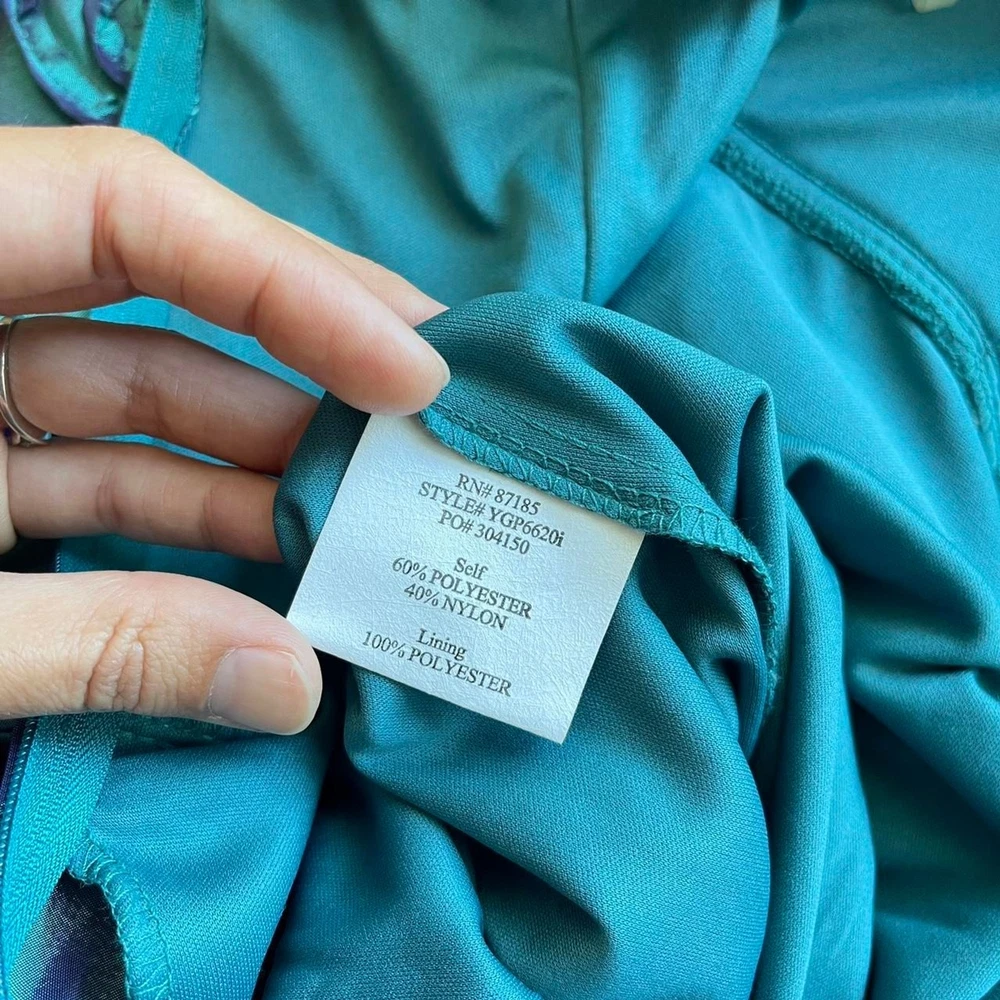 RN# 87185
STYLE# YGP6620i
PO# 304150
Self
60% POLYESTER
40% NYLON
Lining
100% POLYESTER